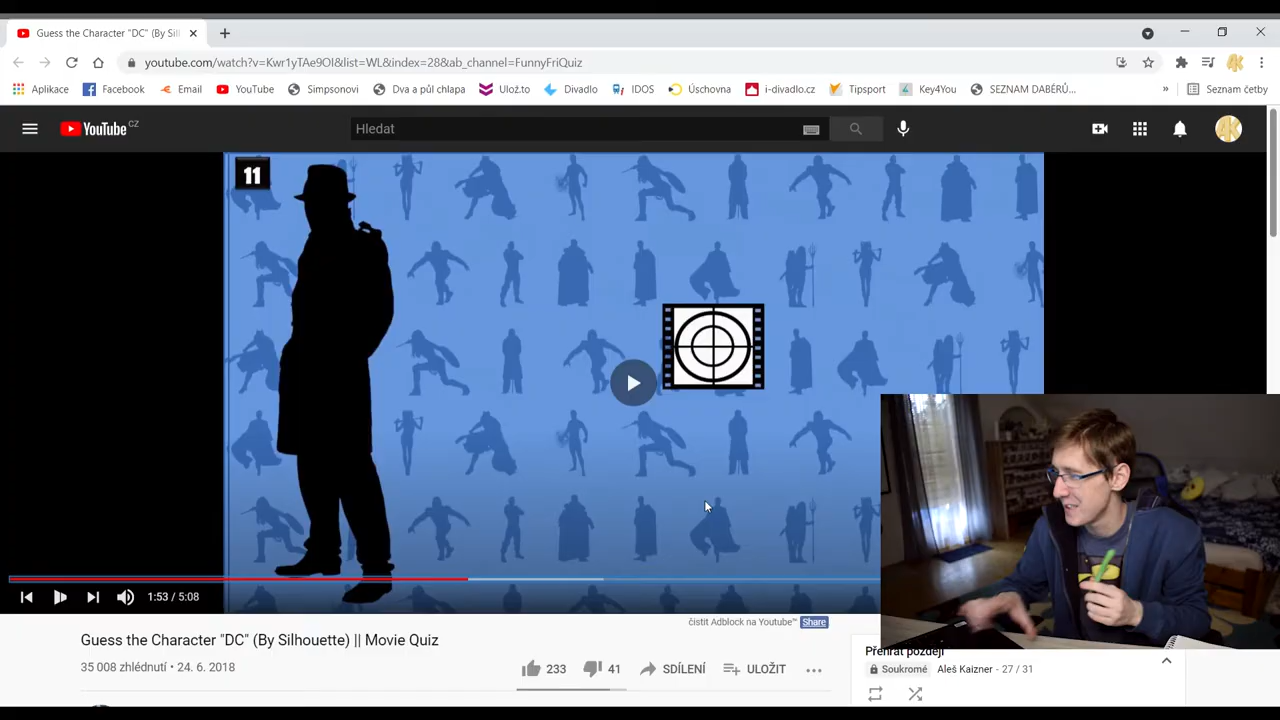 Guess the Character "DC" (By Sil
youtube.com/watch?v=Kwr1yTAe9OI&list=WL&index=28&ab_channel=FunnyFriQuiz
Aplikace Facebook Email YouTube Simpsonovi Dva a půl chlapa Ulož.to Divadlo IDOS Úschovna i-divadlo.cz Tipsport Key4You SEZNAM DABÉRŮ... » Seznam četby
YouTube CZ Hledat
11
1:53 / 5:08
čistit Adblock na Youtube™ Share
Guess the Character "DC" (By Silhouette) || Movie Quiz
35 008 zhlédnutí • 24. 6. 2018
233 41 SDÍLENÍ ULOŽIT
Přehrát později
Soukromé Aleš Kaizner - 27 / 31